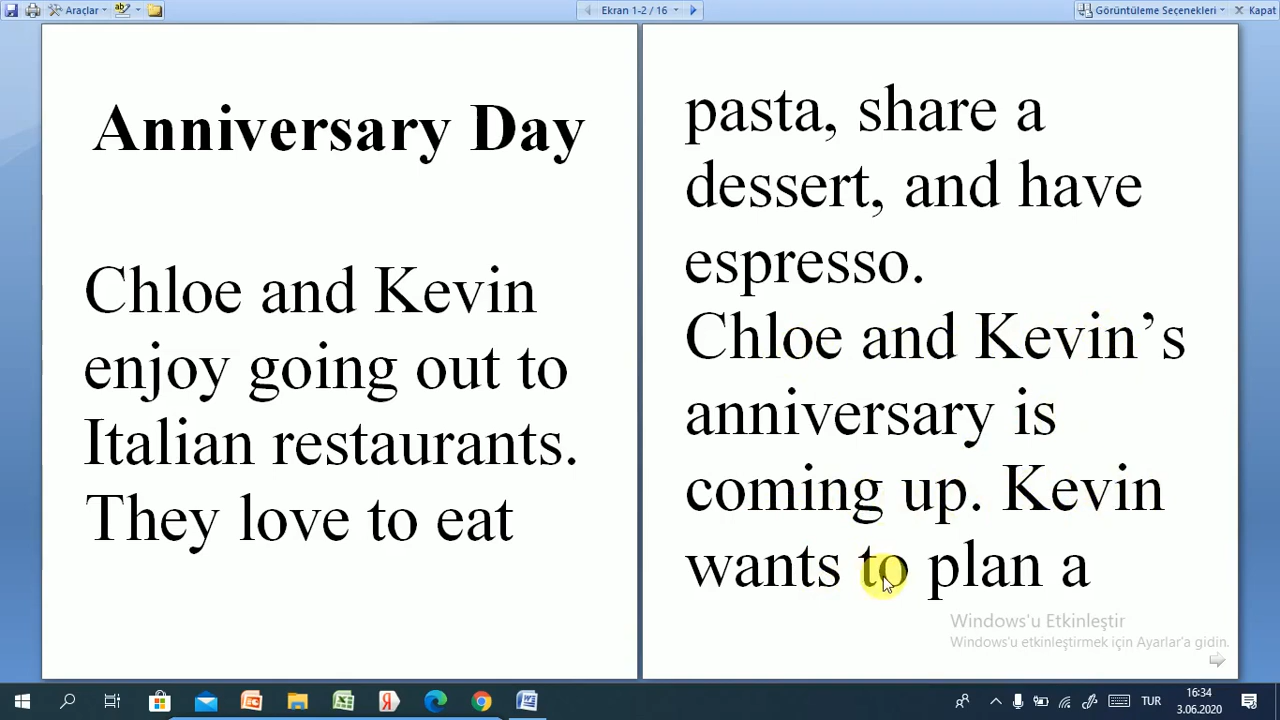 Araçlar
Ekran 1-2 / 16
Görüntüleme Seçenekleri
Kapat
Anniversary Day
Chloe and Kevin
enjoy going out to
Italian restaurants.
They love to eat
pasta, share a
dessert, and have
espresso.
Chloe and Kevin’s
anniversary is
coming up. Kevin
wants to plan a
Windows'u Etkinleştir
Windows'u etkinleştirmek için Ayarlar'a gidin.
TUR
16:34
3.06.2020